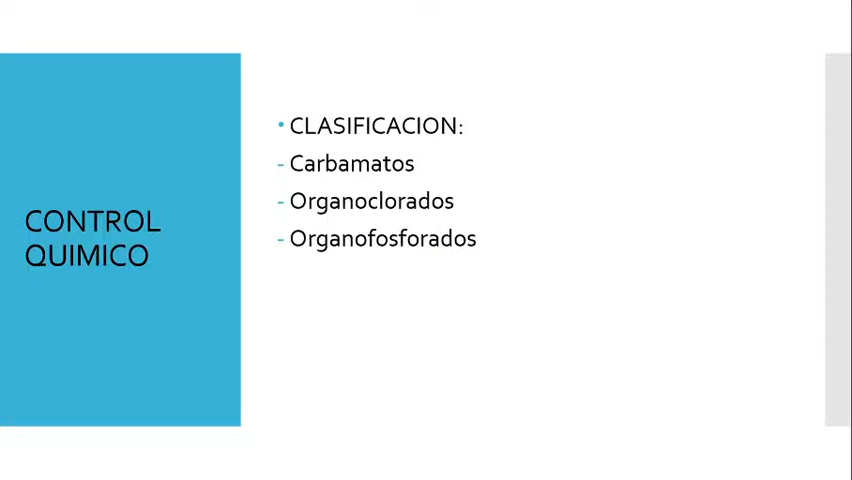 CONTROL
QUIMICO
• CLASIFICACION:
- Carbamatos
- Organoclorados
- Organofosforados